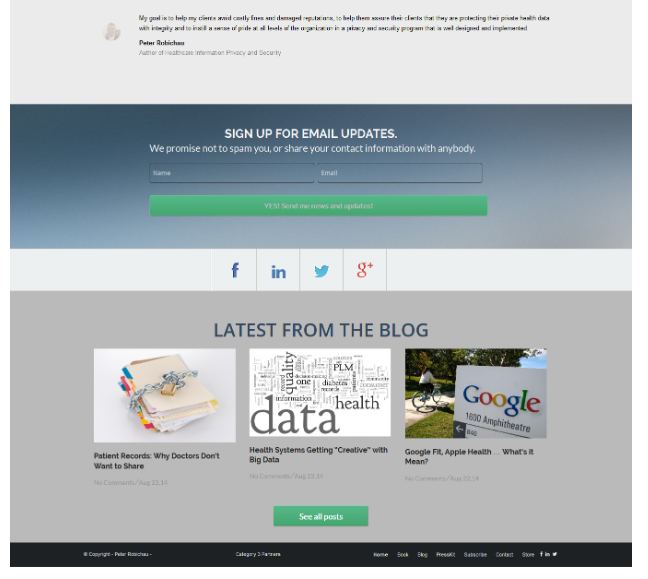 My goal is to help my clients avoid costly fines and damaged reputations, to help them assure their clients that they are protecting their private health data
with integrity and to instill a sense of pride at all levels of the organization in a privacy and security program that is well designed and implemented.
Peter Robichau
Author of Healthcare Information Privacy and Security
SIGN UP FOR EMAIL UPDATES.
We promise not to spam you, or share your contact information with anybody.
Name Email
YES! Send me news and updates!
f in g+
LATEST FROM THE BLOG
quality
record
PLM
one
diabetes
records
information
community
data
health
Google
1600 Amphitheatre
Patient Records: Why Doctors Don't
Want to Share
No Comments/Aug 22,14
Health Systems Getting "Creative" with
Big Data
No Comments/Aug 22,14
Google Fit, Apple Health … What's It
Mean?
No Comments/Aug 22,14
See all posts
© Copyright - Peter Robichau - Category 3 Partners Home Book Blog PressKit Subscribe Contact Store f in